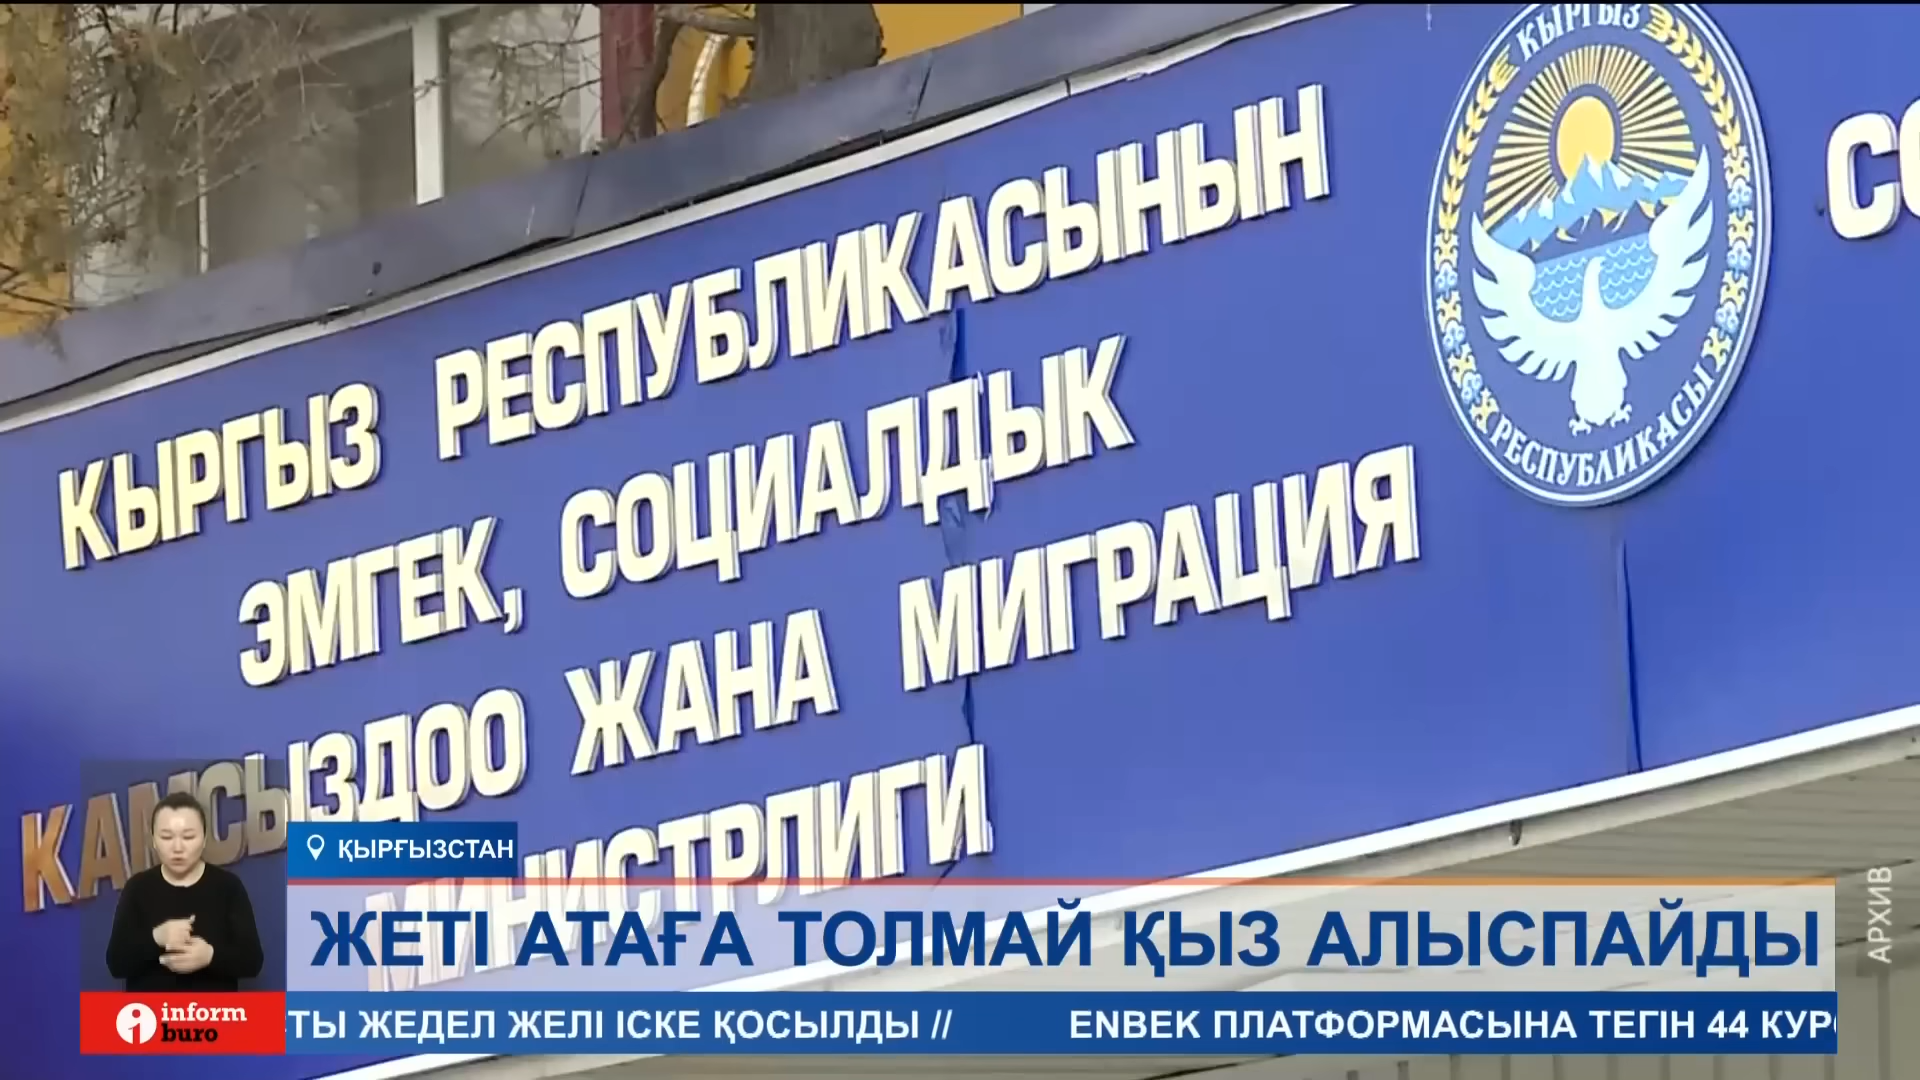 КЫРГЫЗ РЕСПУБЛИКАСЫНЫН
ЭМГЕК, СОЦИАЛДЫК
КАМСЫЗДОО ЖАНА МИГРАЦИЯ
МИНИСТРЛИГИ
КЫРГЫЗ
РЕСПУБЛИКАСЫ
ҚЫРҒЫЗСТАН
ЖЕТІ АТАҒА ТОЛМАЙ ҚЫЗ АЛЫСПАЙДЫ
АРХИВ
inform
buro
ЖЕДЕЛ ЖЕЛІ ІСКЕ ҚОСЫЛДЫ // ENBEK ПЛАТФОРМАСЫНА ТЕГІН 44